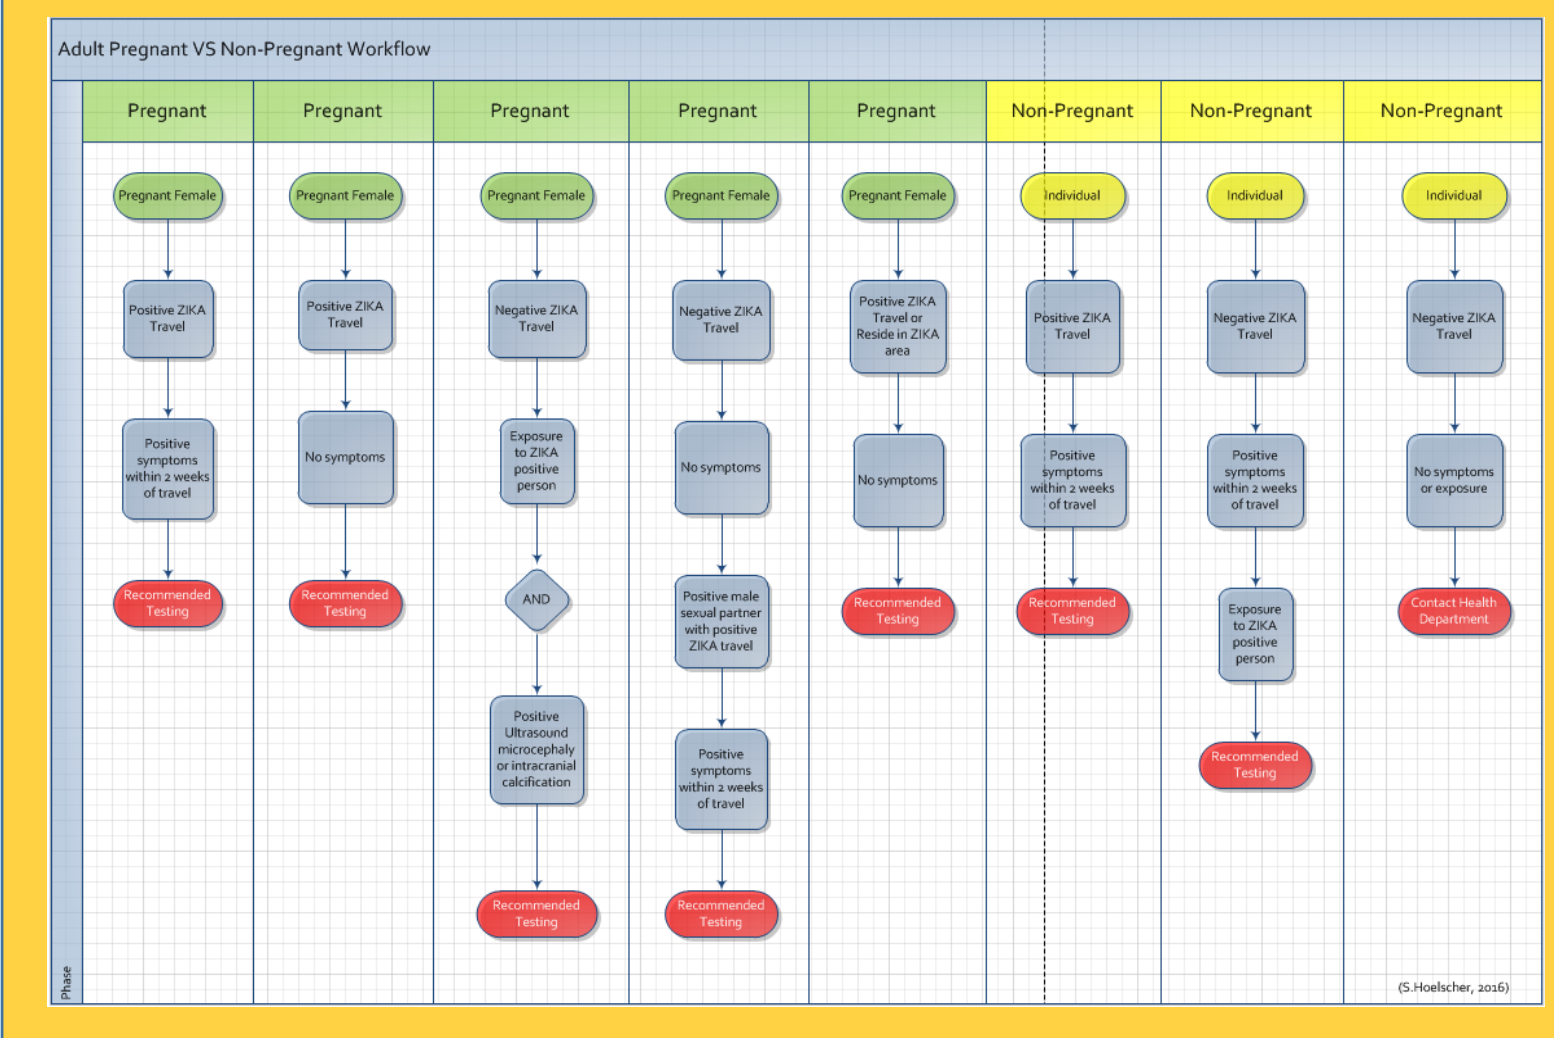 Adult Pregnant VS Non-Pregnant Workflow
Pregnant
Pregnant
Pregnant
Pregnant
Pregnant
Non-Pregnant
Non-Pregnant
Non-Pregnant
Pregnant Female
Positive ZIKA
Travel
Positive
symptoms
within 2 weeks
of travel
Recommended
Testing
Pregnant Female
Positive ZIKA
Travel
No symptoms
Recommended
Testing
Pregnant Female
Negative ZIKA
Travel
Exposure
to ZIKA
positive
person
AND
Positive
Ultrasound
microcephaly
or intracranial
calcification
Recommended
Testing
Pregnant Female
Negative ZIKA
Travel
No symptoms
Positive male
sexual partner
with positive
ZIKA travel
Positive
symptoms
within 2 weeks
of travel
Recommended
Testing
Pregnant Female
Positive ZIKA
Travel or
Reside in ZIKA
area
No symptoms
Recommended
Testing
Individual
Positive ZIKA
Travel
Positive
symptoms
within 2 weeks
of travel
Recommended
Testing
Individual
Negative ZIKA
Travel
Positive
symptoms
within 2 weeks
of travel
Exposure
to ZIKA
positive
person
Recommended
Testing
Individual
Negative ZIKA
Travel
No symptoms
or exposure
Contact Health
Department
Phase
(S.Hoelscher, 2016)